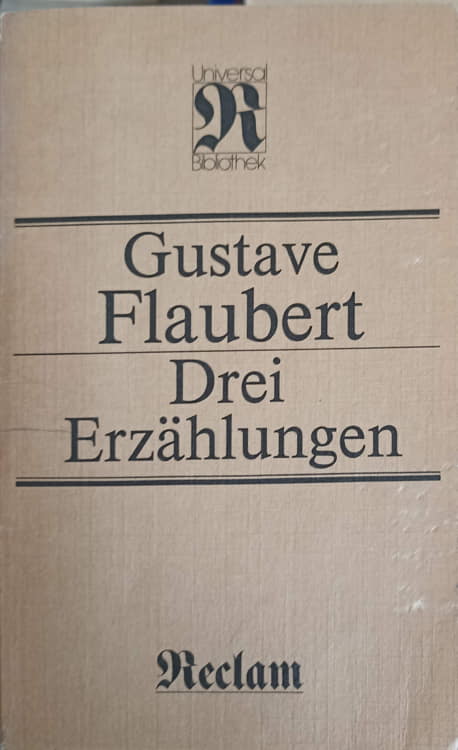 Universal
R
Bibliothek
Gustave
Flaubert
Drei
Erzählungen
Reclam